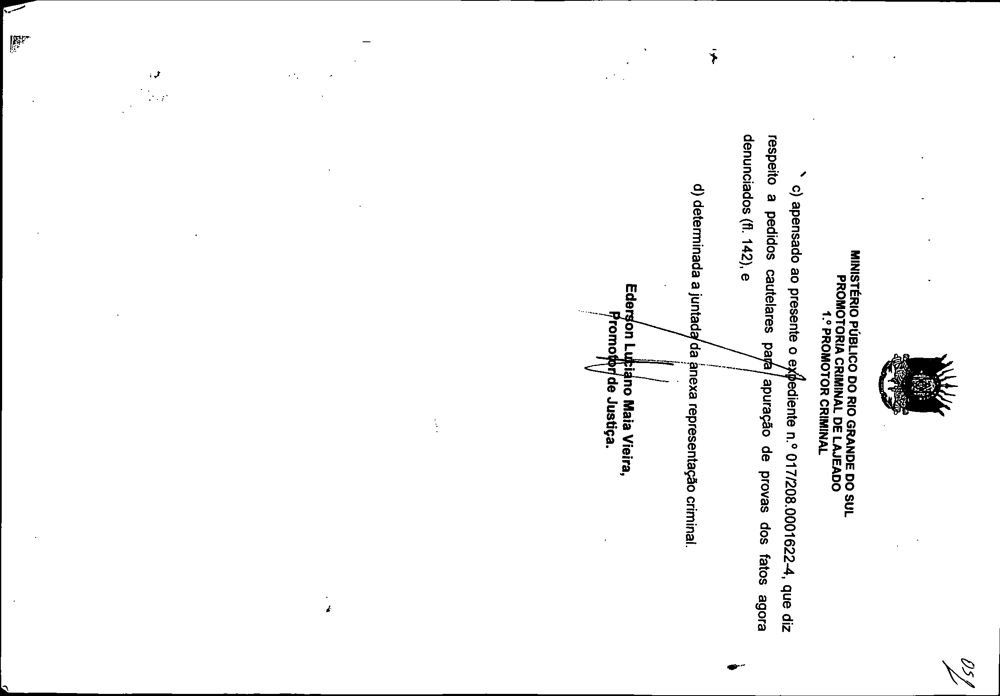 MINISTÉRIO PÚBLICO DO RIO GRANDE DO SUL
PROMOTORIA CRIMINAL DE LAJEADO
1.º PROMOTOR CRIMINAL
c) apensado ao presente o expediente n.º 017/208.0001622-4, que diz
respeito a pedidos cautelares para apuração de provas dos fatos agora
denunciados (fl. 142), e
d) determinada a juntada da anexa representação criminal.
Ederson Luciano Maia Vieira,
Promotor de Justiça.